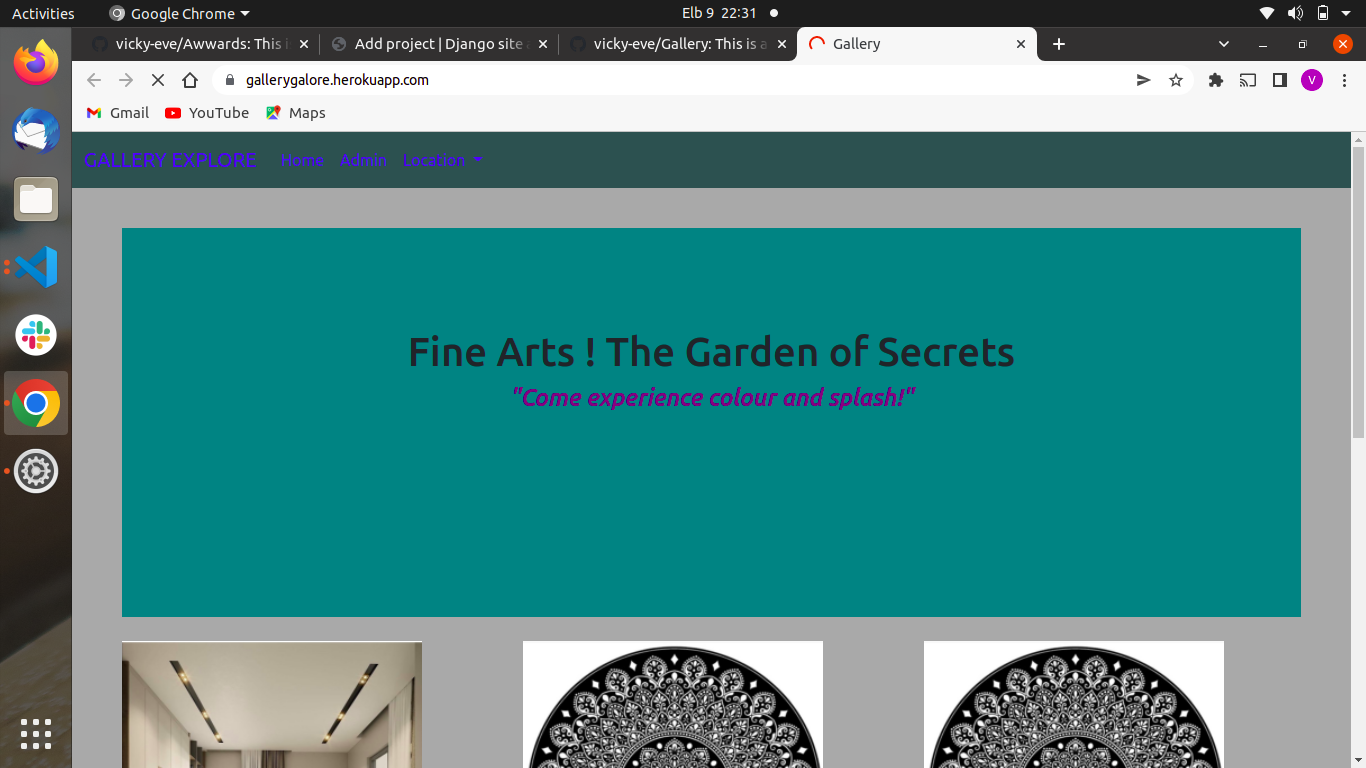 Activities Google Chrome Elb 9 22:31
vicky-eve/Awwards: This i Add project | Django site a vicky-eve/Gallery: This is a Gallery
gallerygalore.herokuapp.com V
Gmail YouTube Maps
GALLERY EXPLORE Home Admin Location
Fine Arts ! The Garden of Secrets
"Come experience colour and splash!"